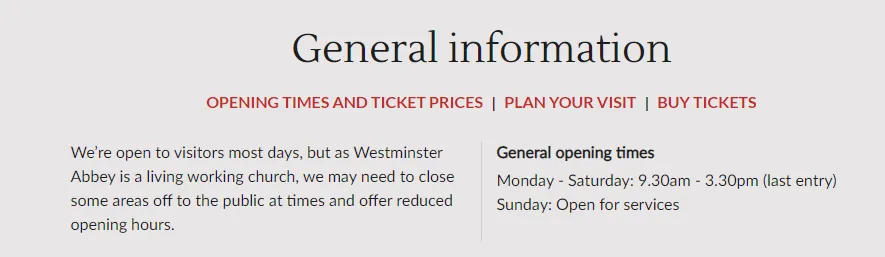 General information
OPENING TIMES AND TICKET PRICES | PLAN YOUR VISIT | BUY TICKETS
We’re open to visitors most days, but as Westminster
Abbey is a living working church, we may need to close
some areas off to the public at times and offer reduced
opening hours.
General opening times
Monday - Saturday: 9.30am - 3.30pm (last entry)
Sunday: Open for services